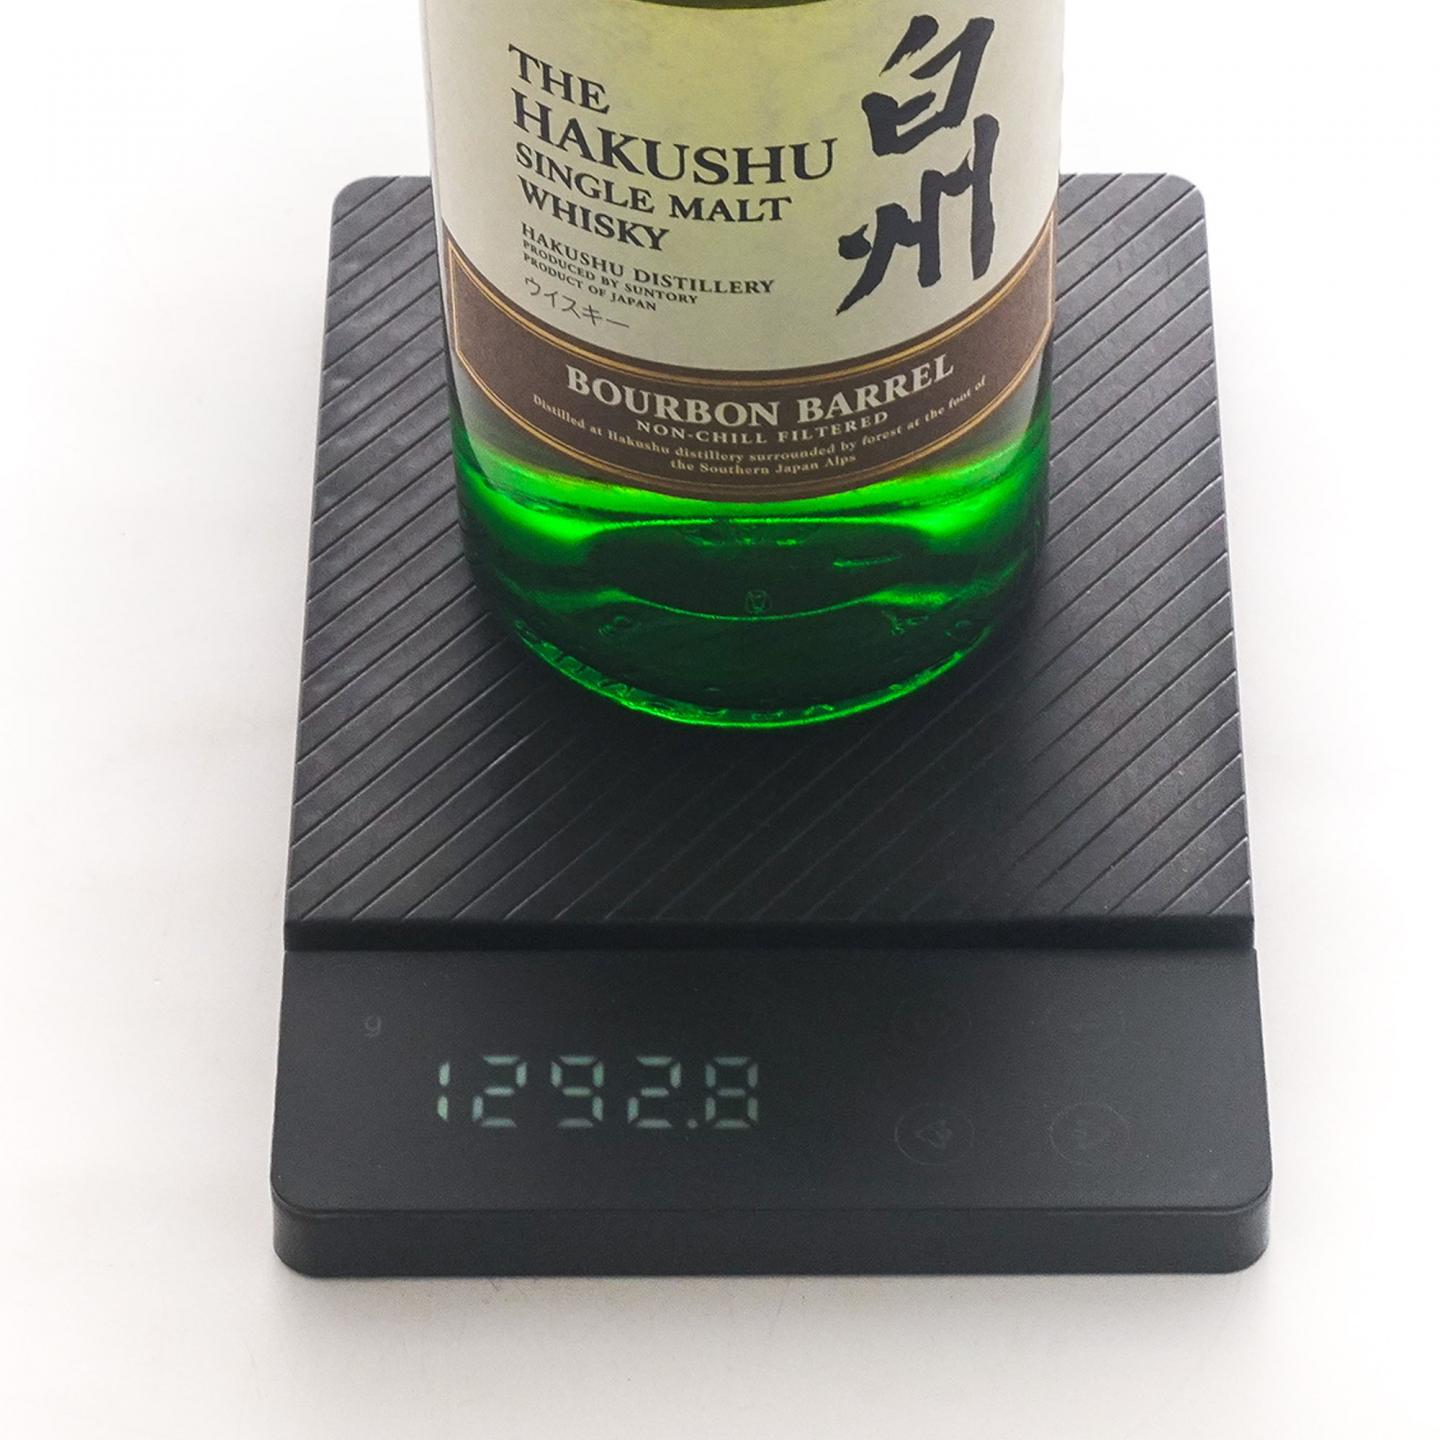 THE
HAKUSHU
SINGLE MALT
WHISKY
白州
HAKUSHU DISTILLERY
PRODUCED BY SUNTORY
PRODUCT OF JAPAN
ウイスキー
BOURBON BARREL
NON-CHILL FILTERED
Distilled at Hakushu distillery surrounded by forest at the foot of
the Southern Japan Alps
g
1292.8